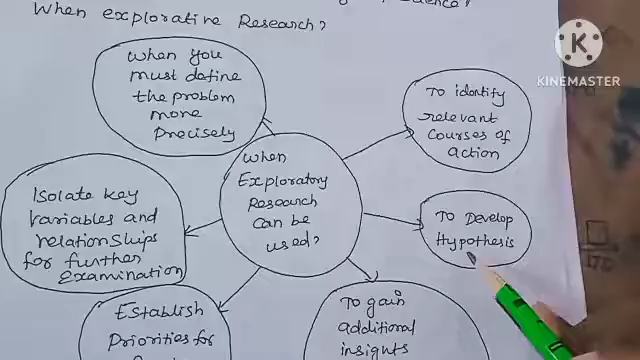 When explorative Research?
When you
must define
the problem
more
Precisely
To identify
relevant
Courses of
action
Isolate key
Variables and
relationships
for further
Examination
When
Exploratory
Research
Can be
used?
To Develop
Hypothesis
Establish
Priorities for
To gain
additional
insights
K
KINEMASTER